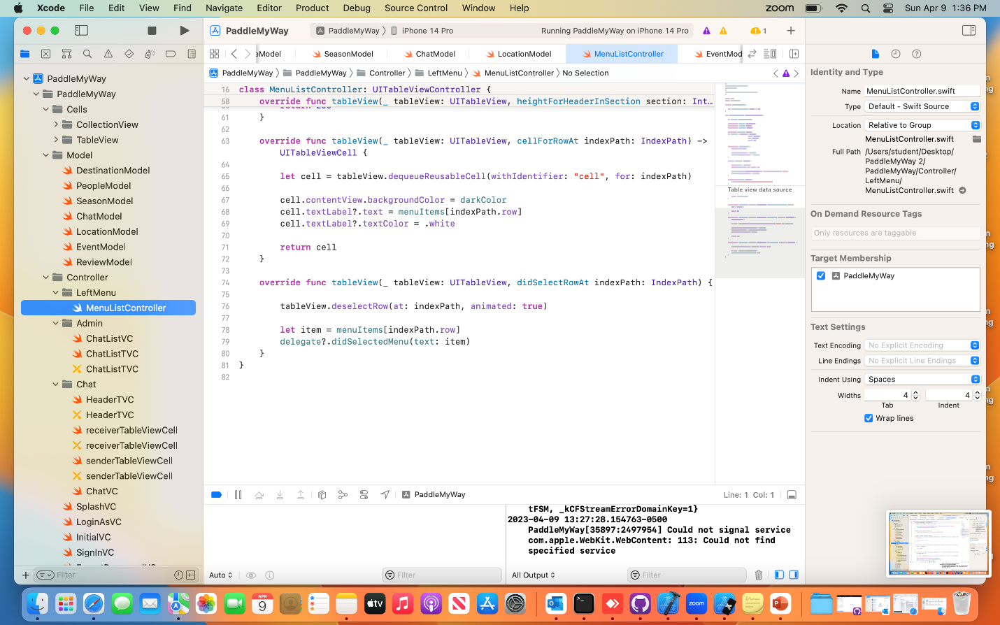 Xcode File Edit View Find Navigate Editor Product Debug Source Control Window Help zoom Sun Apr 9 1:36 PM
PaddleMyWay
PaddleMyWay iPhone 14 Pro Running PaddleMyWay on iPhone 14 Pro 1
eModel SeasonModel ChatModel LocationModel MenuListController EventMod
PaddleMyWay PaddleMyWay Controller LeftMenu MenuListController No Selection
PaddleMyWay
PaddleMyWay
Cells
CollectionView
TableView
Model
DestinationModel
PeopleModel
SeasonModel
ChatModel
LocationModel
EventModel
ReviewModel
Controller
LeftMenu
MenuListController
Admin
ChatListVC
ChatListTVC
ChatListTVC
Chat
HeaderTVC
HeaderTVC
receiverTableViewCell
receiverTableViewCell
senderTableViewCell
senderTableViewCell
ChatVC
SplashVC
LoginAsVC
InitialVC
SignInVC
Filter
16 class MenuListController: UITableViewController {
58 override func tableView(_ tableView: UITableView, heightForHeaderInSection section: Int…
61 }
62
63 override func tableView(_ tableView: UITableView, cellForRowAt indexPath: IndexPath) ->
UITableViewCell {
64
65 let cell = tableView.dequeueReusableCell(withIdentifier: "cell", for: indexPath)
66
67 cell.contentView.backgroundColor = darkColor
68 cell.textLabel?.text = menuItems[indexPath.row]
69 cell.textLabel?.textColor = .white
70
71 return cell
72 }
73
74 override func tableView(_ tableView: UITableView, didSelectRowAt indexPath: IndexPath) {
75
76 tableView.deselectRow(at: indexPath, animated: true)
77
78 let item = menuItems[indexPath.row]
79 delegate?.didSelectedMenu(text: item)
80 }
81 }
82
Table view data source
PaddleMyWay
Line: 1 Col: 1
tFSM, _kCFStreamErrorDomainKey=1}
2023-04-09 13:27:28.154763-0500
PaddleMyWay[35897:2497954] Could not signal service
com.apple.WebKit.WebContent: 113: Could not find
specified service
Auto Filter
All Output Filter
Identity and Type
Name MenuListController.swift
Type Default - Swift Source
Location Relative to Group
MenuListController.swift
Full Path /Users/student/Desktop/
PaddleMyWay 2/
PaddleMyWay/Controller/
LeftMenu/
MenuListController.swift
On Demand Resource Tags
Only resources are taggable
Target Membership
PaddleMyWay
Text Settings
Text Encoding No Explicit Encoding
Line Endings No Explicit Line Endings
Indent Using Spaces
Widths 4 4
Tab Indent
Wrap lines
APR
9
tv
zoom